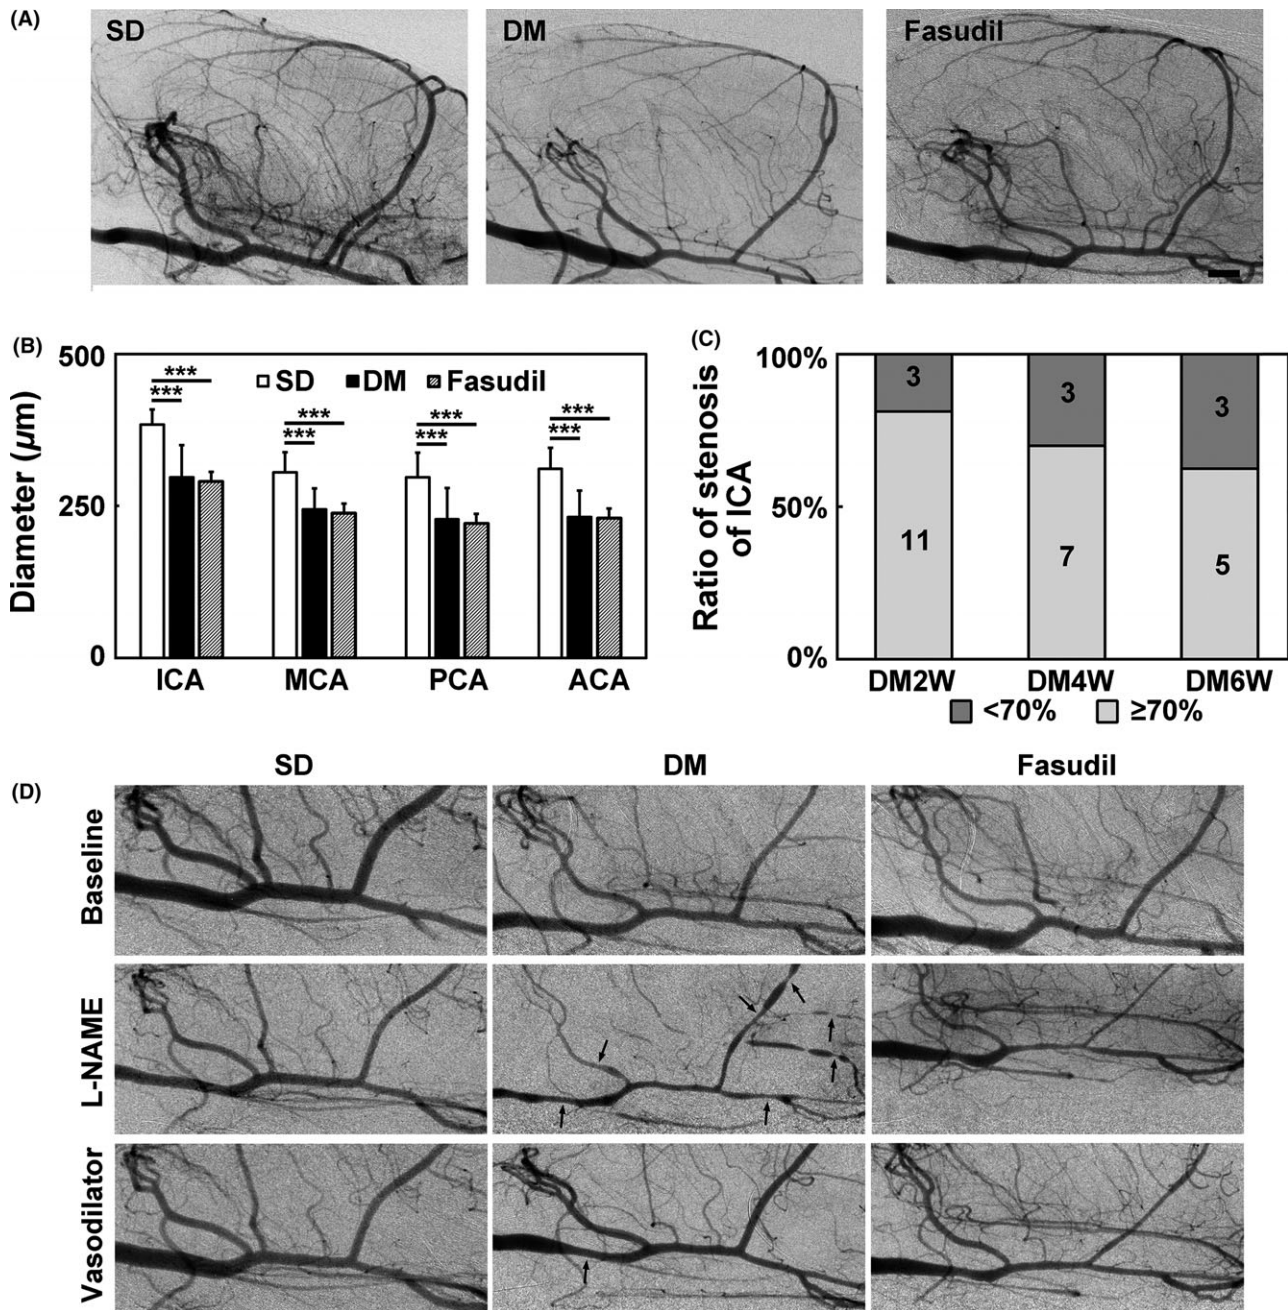 (A)
SD
DM
Fasudil
(B)
500
250
0
Diameter (µm)
SD DM Fasudil
*** *** *** ***
*** *** *** ***
ICA MCA PCA ACA
(C)
100%
50%
0%
Ratio of stenosis
of ICA
3 3 3
11 7 5
DM2W DM4W DM6W
<70% ≥70%
(D)
SD DM Fasudil
Baseline
L-NAME
Vasodilator